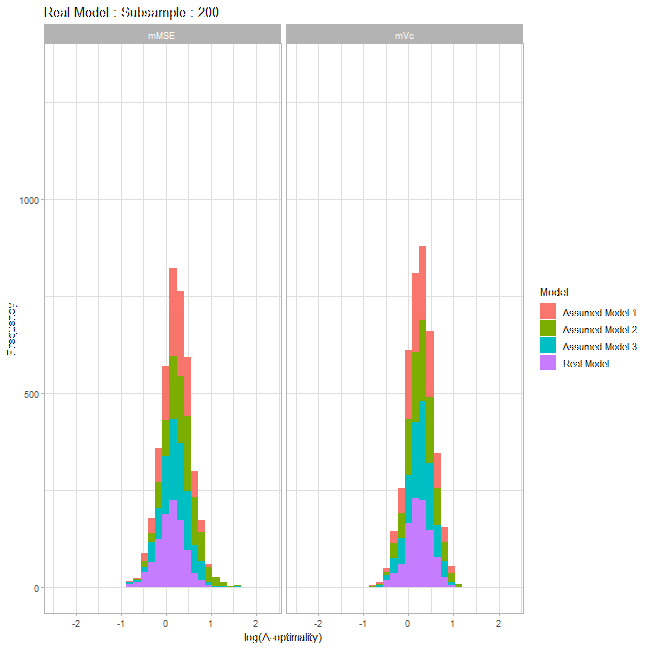 Real Model : Subsample : 200
mMSE
mVc
1000
500
0
Frequency
-2 -1 0 1 2
-2 -1 0 1 2
log(A-optimality)
Model
Assumed Model 1
Assumed Model 2
Assumed Model 3
Real Model